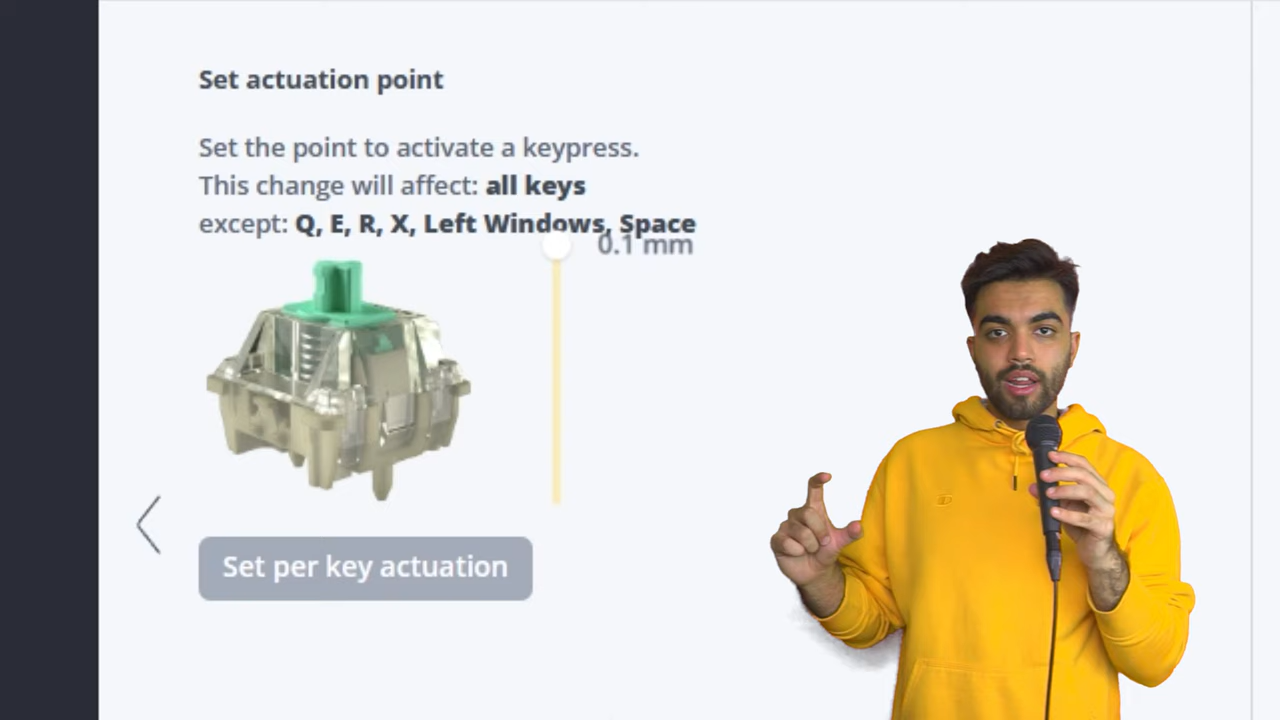 Set actuation point
Set the point to activate a keypress.
This change will affect: all keys
except: Q, E, R, X, Left Windows, Space
0.1 mm
Set per key actuation